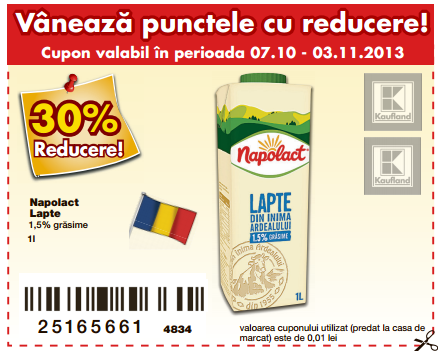 Vânează punctele cu reducere!
Cupon valabil în perioada 07.10 - 03.11.2013
30%
Reducere!
Napolact
Lapte
1,5% grăsime
1l
Napolact
LAPTE
DIN INIMA
ARDEALULUI
1,5% GRĂSIME
din 1905
1L
K
Kaufland
K
Kaufland
25165661 4834
valoarea cuponului utilizat (predat la casa de
marcat) este de 0,01 lei